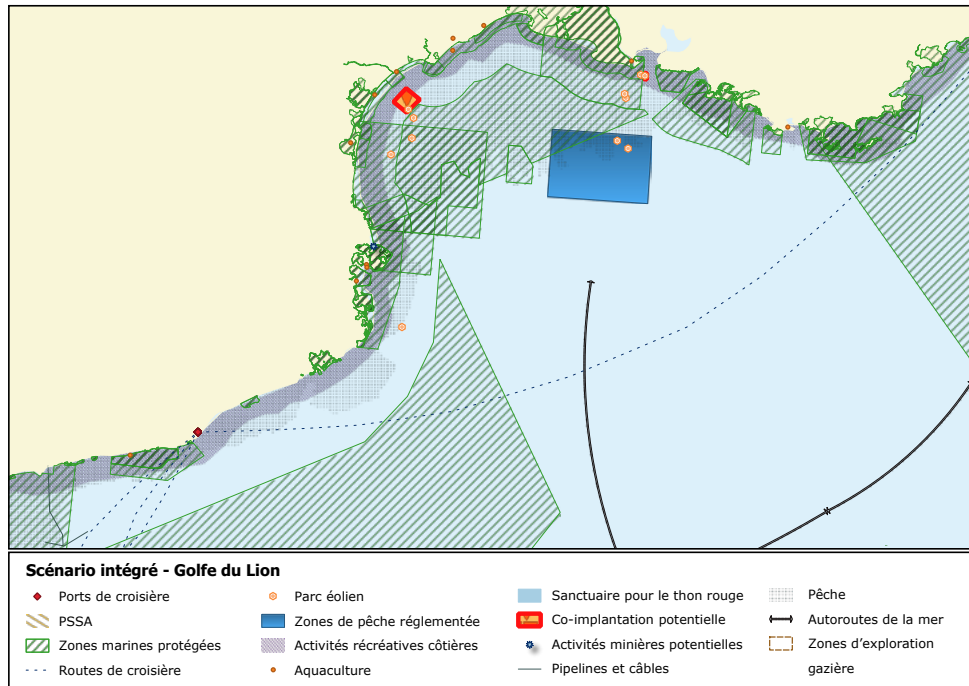 Scénario intégré - Golfe du Lion
Ports de croisière
PSSA
Zones marines protégées
Routes de croisière
Parc éolien
Zones de pêche réglementée
Activités récréatives côtières
Aquaculture
Sanctuaire pour le thon rouge
Co-implantation potentielle
Activités minières potentielles
Pipelines et câbles
Pêche
Autoroutes de la mer
Zones d'exploration
gazière